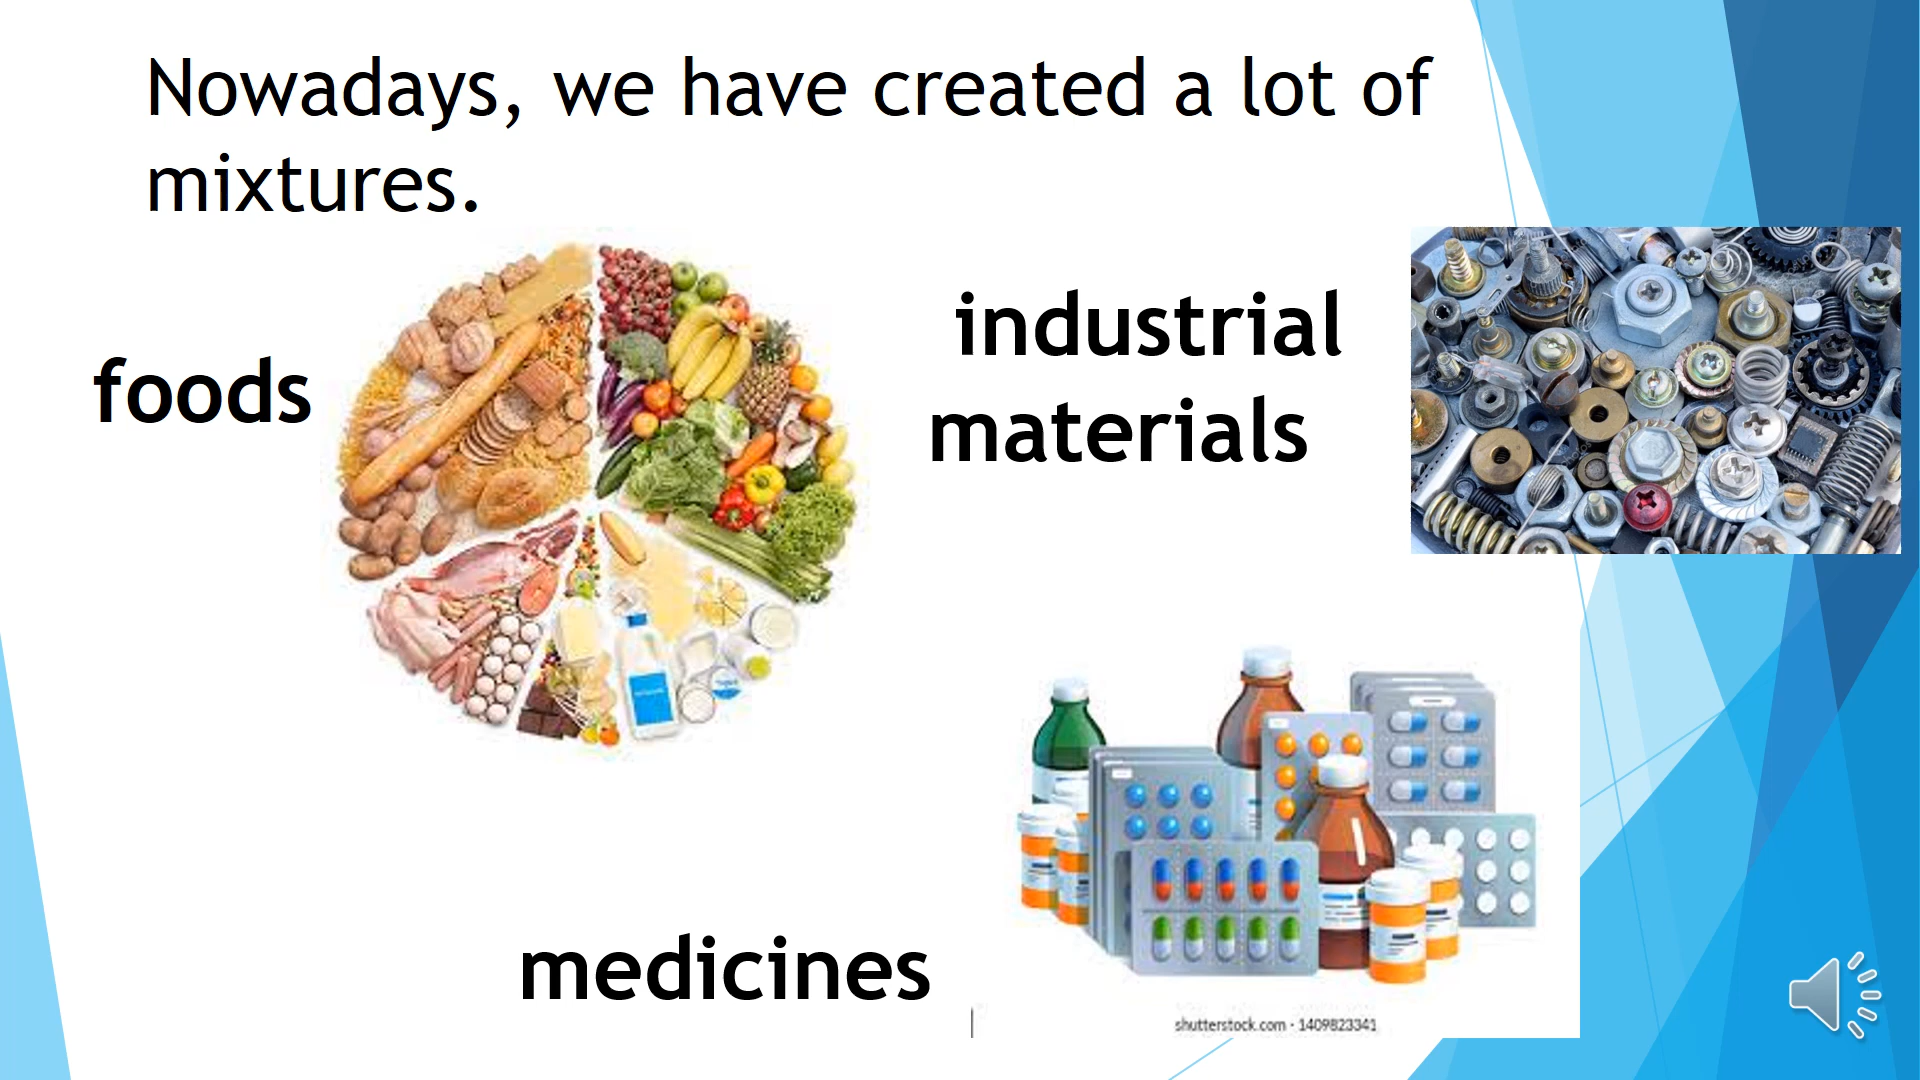 Nowadays, we have created a lot of
mixtures.
foods
industrial
materials
medicines
shutterstock.com · 1409823341